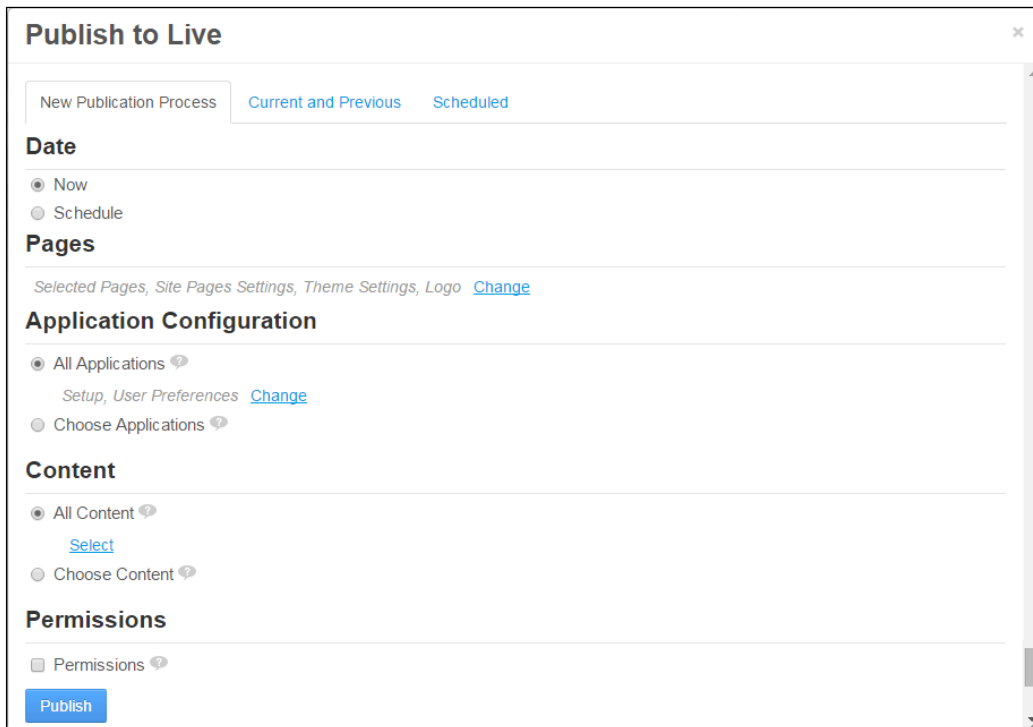 Publish to Live
×
New Publication Process Current and Previous Scheduled
Date
Now
Schedule
Pages
Selected Pages, Site Pages Settings, Theme Settings, Logo Change
Application Configuration
All Applications ?
Setup, User Preferences Change
Choose Applications ?
Content
All Content ?
Select
Choose Content ?
Permissions
Permissions ?
Publish